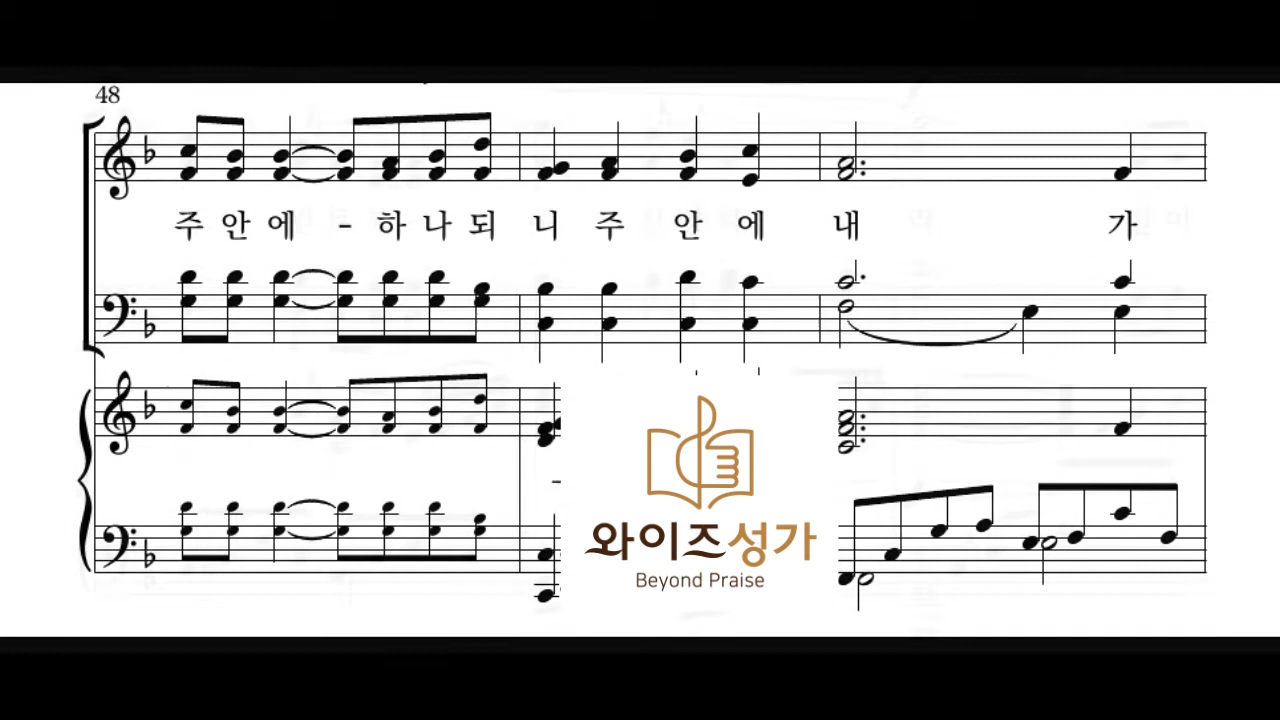 48
주 안 에 - 하 나 되 니 주 안 에 내 가
와이즈성가
Beyond Praise